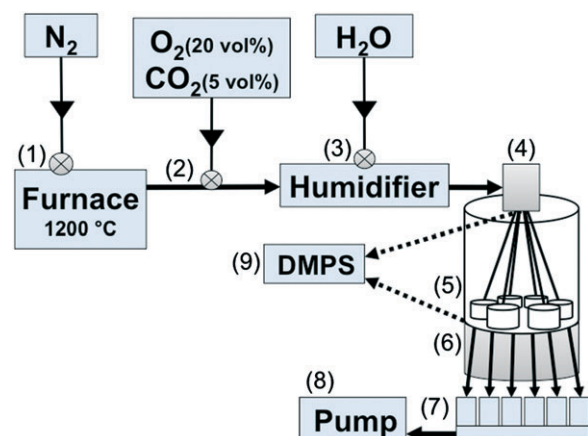 N₂
O₂(20 vol%)
CO₂(5 vol%)
H₂O
(1)
(2)
(3)
(4)
Furnace
1200 °C
Humidifier
(9)
DMPS
(5)
(6)
(8)
(7)
Pump